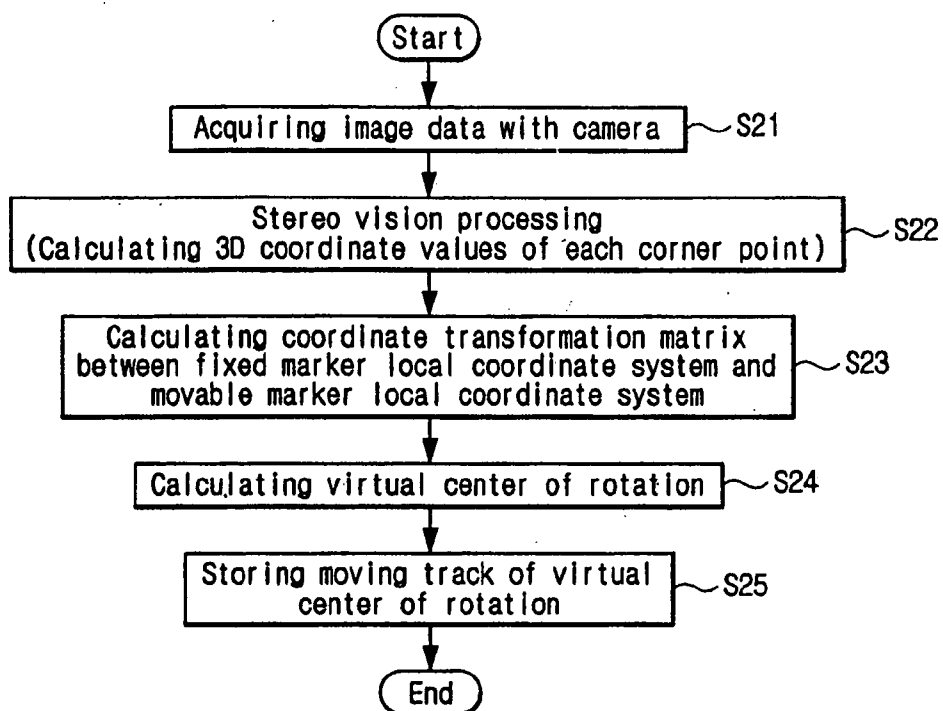 Start
Acquiring image data with camera
S21
Stereo vision processing
(Calculating 3D coordinate values of each corner point)
S22
Calculating coordinate transformation matrix
between fixed marker local coordinate system and
movable marker local coordinate system
S23
Calculating virtual center of rotation
S24
Storing moving track of virtual
center of rotation
S25
End